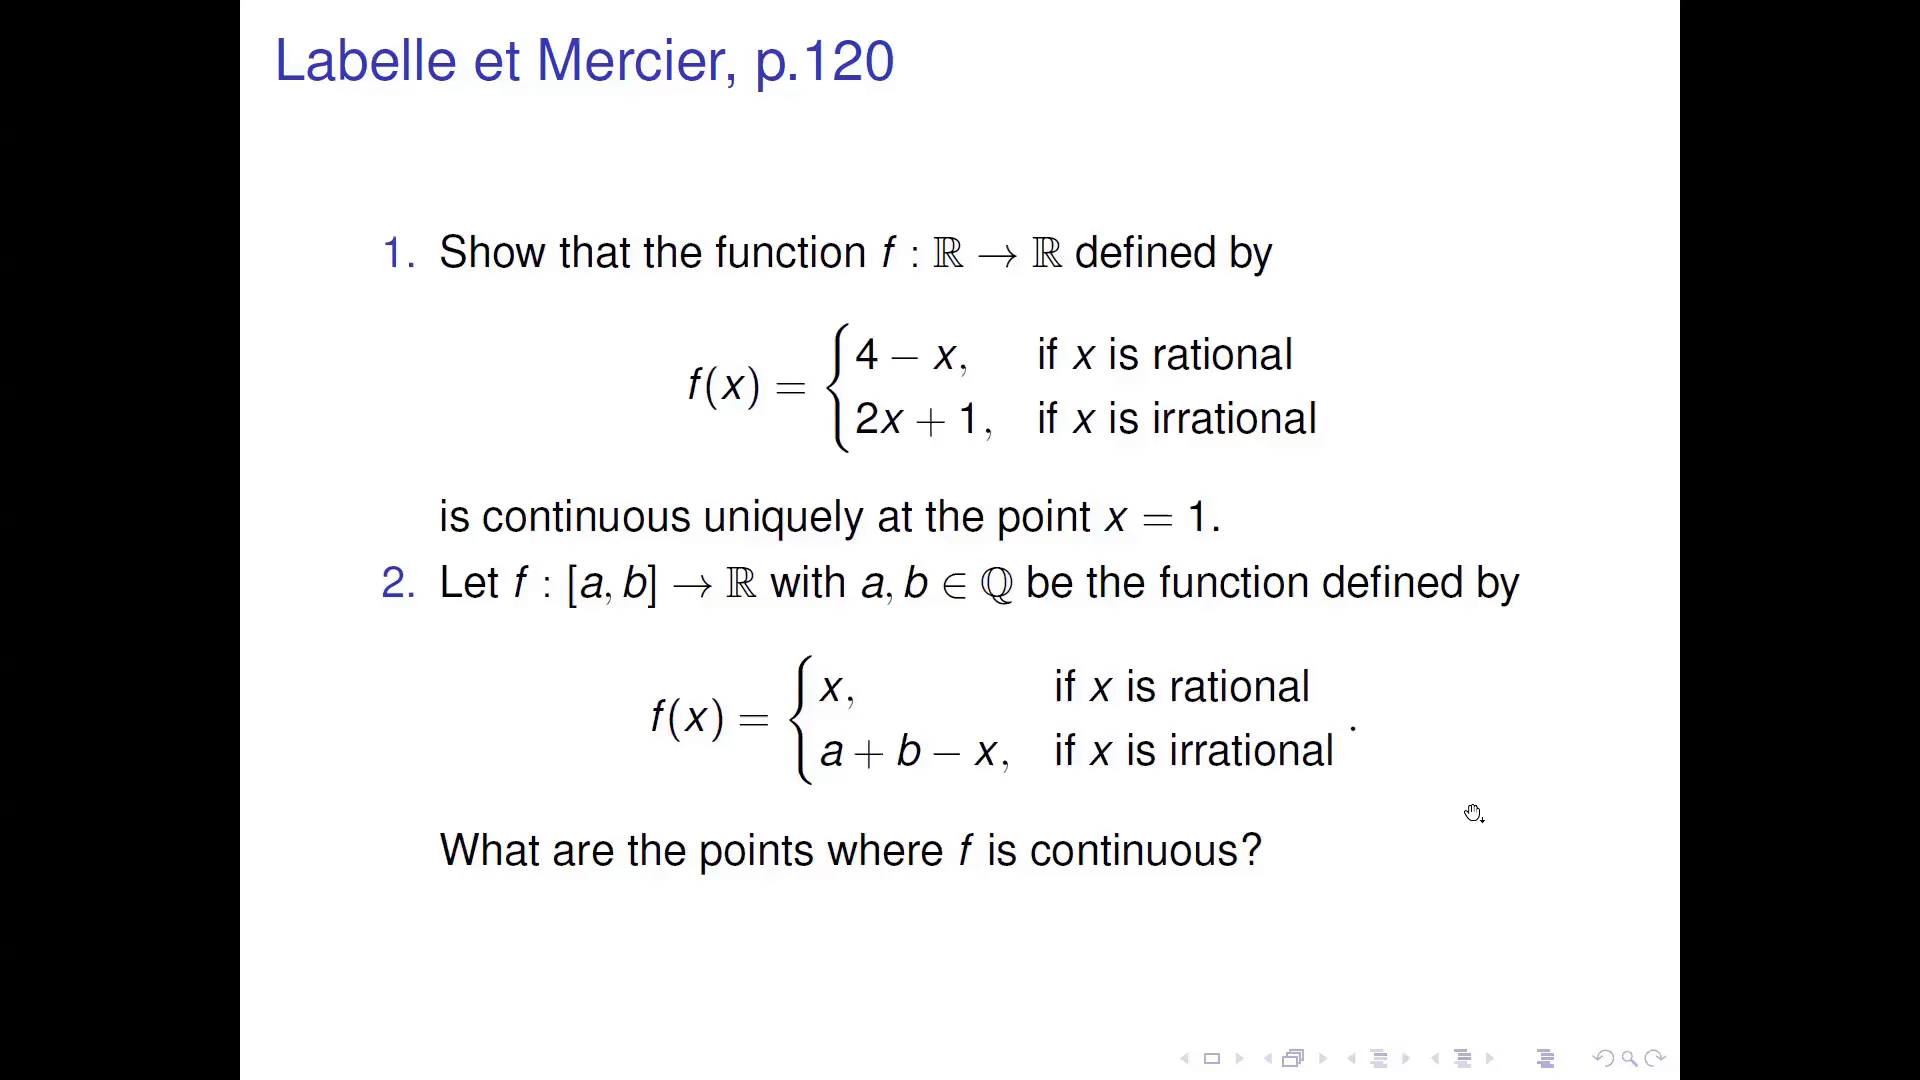 Labelle et Mercier, p.120
1. Show that the function f : ℝ → ℝ defined by
f(x) = { 4 − x, if x is rational
2x + 1, if x is irrational
is continuous uniquely at the point x = 1.
2. Let f : [a, b] → ℝ with a, b ∈ ℚ be the function defined by
f(x) = { x, if x is rational
a + b − x, if x is irrational .
What are the points where f is continuous?